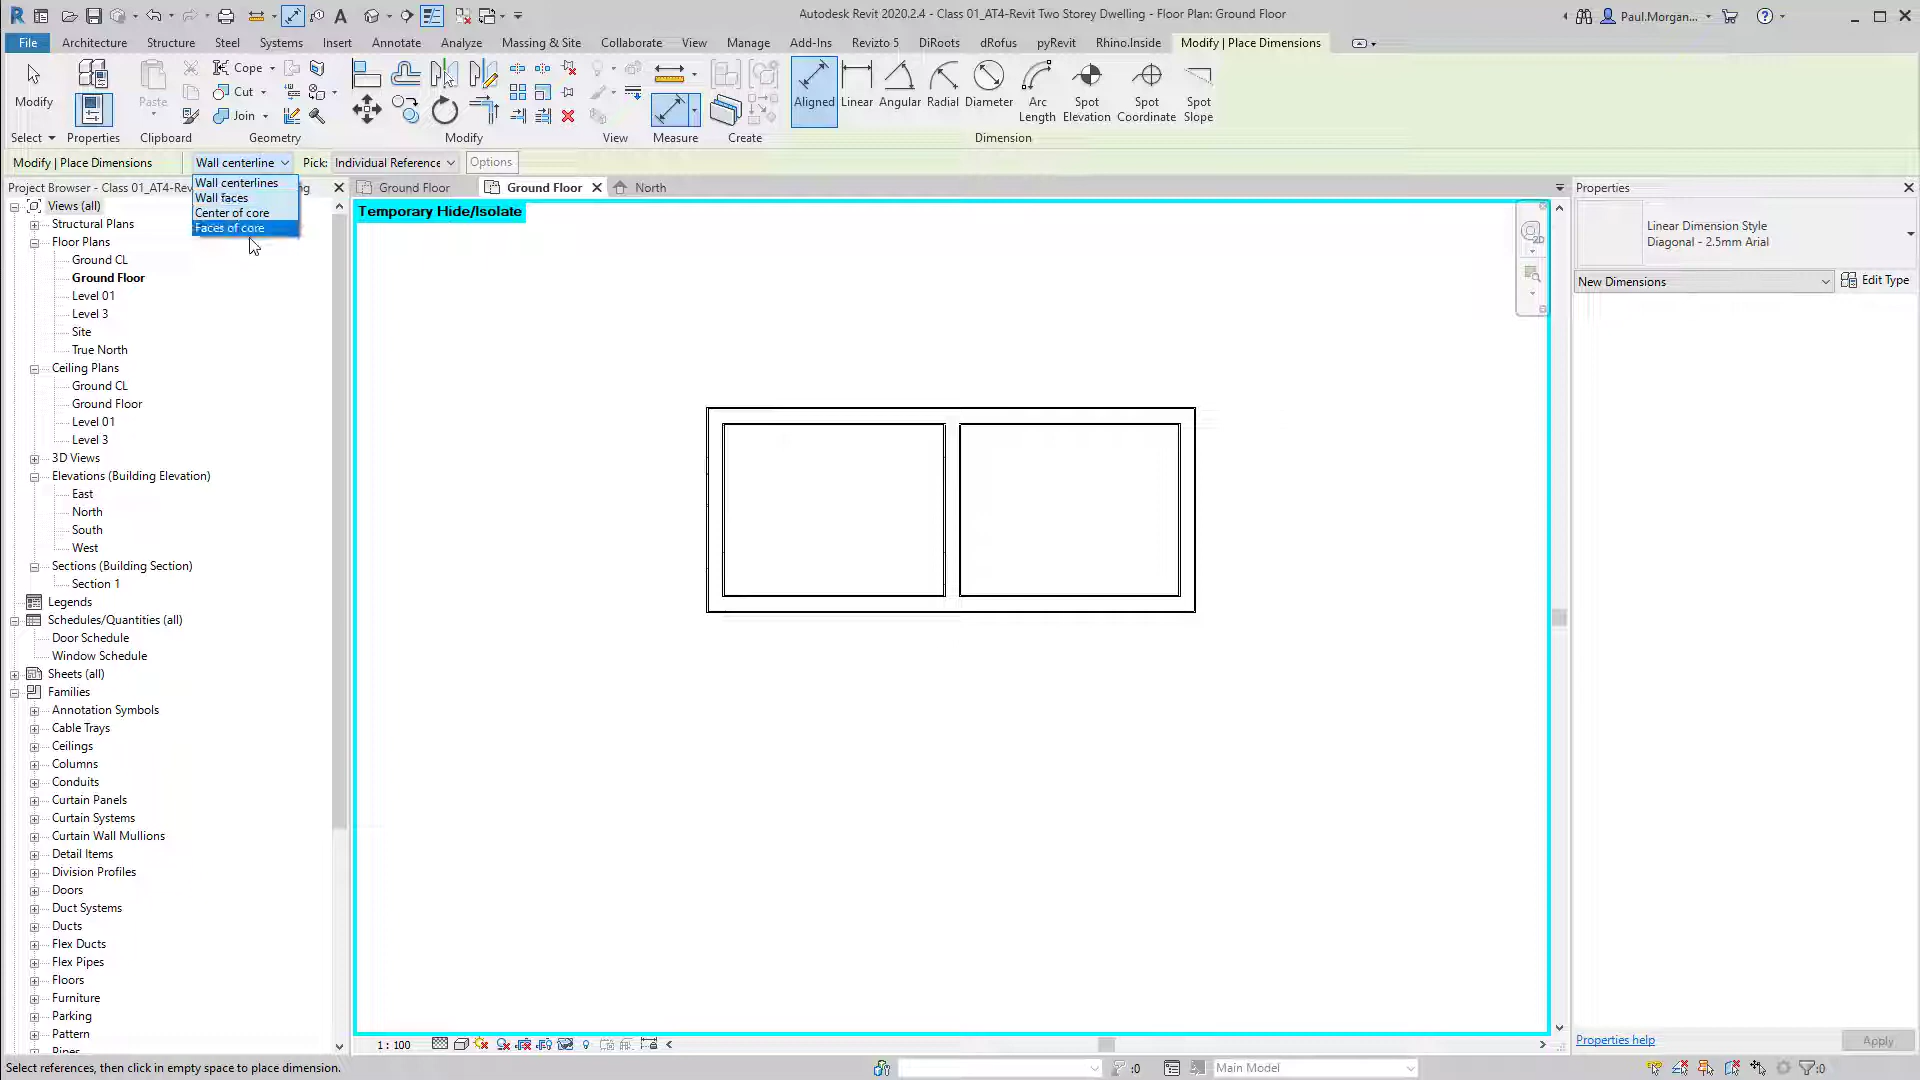 Autodesk Revit 2020.2.4 - Class 01_AT4-Revit Two Storey Dwelling - Floor Plan: Ground Floor
Paul.Morgan...
File Architecture Structure Steel Systems Insert Annotate Analyze Massing & Site Collaborate View Manage Add-Ins Revizto 5 DiRoots dRofus pyRevit Rhino.Inside Modify | Place Dimensions
Modify
Paste
Cope
Cut
Join
Aligned Linear Angular Radial Diameter Arc Length Spot Elevation Spot Coordinate Spot Slope
Select Properties Clipboard Geometry Modify View Measure Create Dimension
Modify | Place Dimensions Wall centerline Pick: Individual Reference Options
Wall centerlines
Wall faces
Center of core
Faces of core
Project Browser - Class 01_AT4-Rev
Ground Floor Ground Floor North
Properties
Temporary Hide/Isolate
2D
Linear Dimension Style
Diagonal - 2.5mm Arial
New Dimensions Edit Type
Views (all)
Structural Plans
Floor Plans
Ground CL
Ground Floor
Level 01
Level 3
Site
True North
Ceiling Plans
Ground CL
Ground Floor
Level 01
Level 3
3D Views
Elevations (Building Elevation)
East
North
South
West
Sections (Building Section)
Section 1
Legends
Schedules/Quantities (all)
Door Schedule
Window Schedule
Sheets (all)
Families
Annotation Symbols
Cable Trays
Ceilings
Columns
Conduits
Curtain Panels
Curtain Systems
Curtain Wall Mullions
Detail Items
Division Profiles
Doors
Duct Systems
Ducts
Flex Ducts
Flex Pipes
Floors
Furniture
Parking
Pattern
Pipes
1 : 100
Properties help Apply
Select references, then click in empty space to place dimension.
:0 Main Model :0